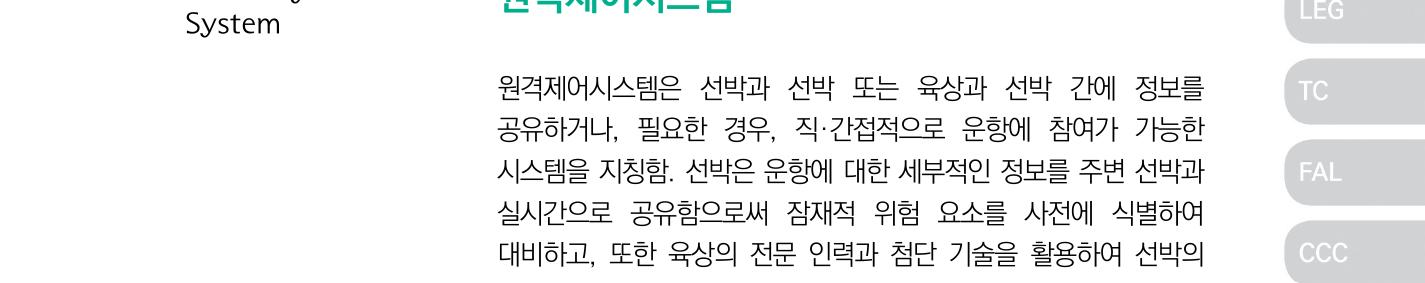 System
원격제어시스템
원격제어시스템은 선박과 선박 또는 육상과 선박 간에 정보를
공유하거나, 필요한 경우, 직·간접적으로 운항에 참여가 가능한
시스템을 지칭함. 선박은 운항에 대한 세부적인 정보를 주변 선박과
실시간으로 공유함으로써 잠재적 위험 요소를 사전에 식별하여
대비하고, 또한 육상의 전문 인력과 첨단 기술을 활용하여 선박의
LEG
TC
FAL
CCC